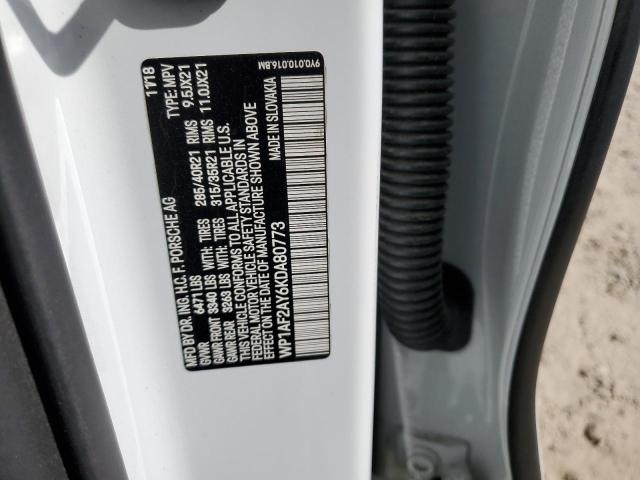 MFD BY DR. ING. H.C. F. PORSCHE AG 11/18
GVWR 6471 LBS TYPE: MPV
GAWR FRONT 3340 LBS WITH: TIRES 285/40R21 RIMS 9.5JX21
GAWR REAR 3263 LBS WITH: TIRES 315/35R21 RIMS 11.0JX21
THIS VEHICLE CONFORMS TO ALL APPLICABLE U.S.
FEDERAL MOTOR VEHICLE SAFETY STANDARDS IN
EFFECT ON THE DATE OF MANUFACTURE SHOWN ABOVE
WP1AF2AY6KDA80773 MADE IN SLOVAKIA
9Y0.010.016.BM